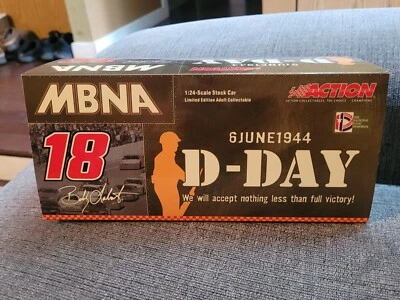 MBNA
1:24-Scale Stock Car
Limited Edition Adult Collectable
ACTION
18
6JUNE1944
D-DAY
We will accept nothing less than full victory!